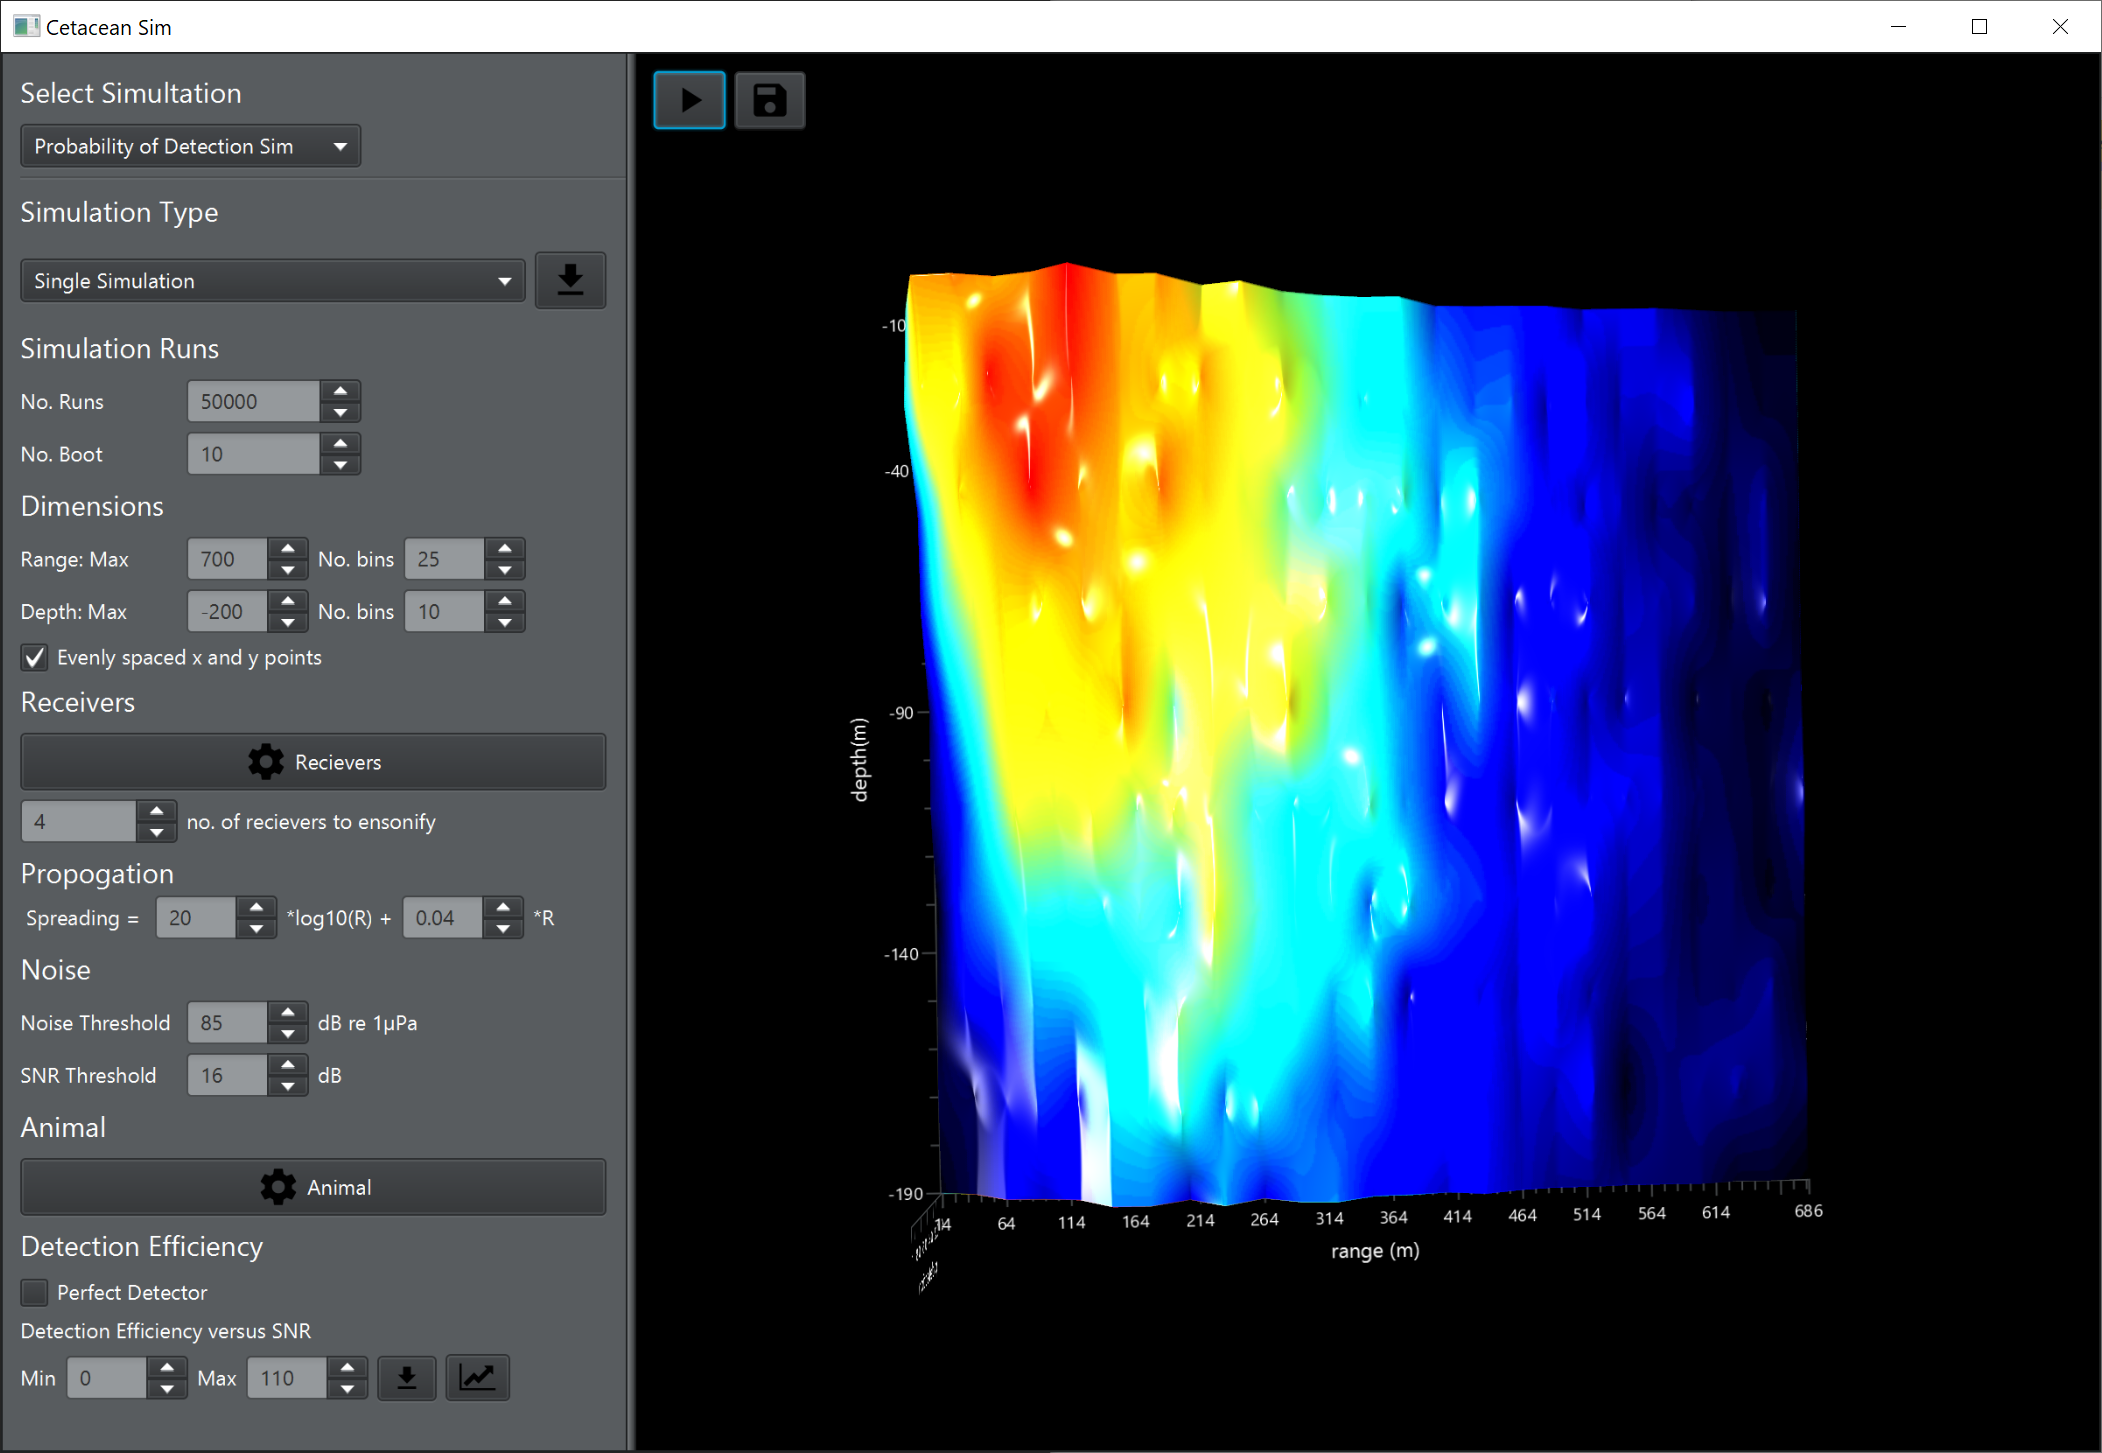 Cetacean Sim
Select Simultation
Probability of Detection Sim
Simulation Type
Single Simulation
Simulation Runs
No. Runs 50000
No. Boot 10
Dimensions
Range: Max 700 No. bins 25
Depth: Max -200 No. bins 10
Evenly spaced x and y points
Receivers
Recievers
4 no. of recievers to ensonify
Propogation
Spreading = 20 *log10(R) + 0.04 *R
Noise
Noise Threshold 85 dB re 1µPa
SNR Threshold 16 dB
Animal
Animal
Detection Efficiency
Perfect Detector
Detection Efficiency versus SNR
Min 0 Max 110
-10
-40
-90
depth(m)
-140
-190
14 64 114 164 214 264 314 364 414 464 514 564 614 686
range (m)